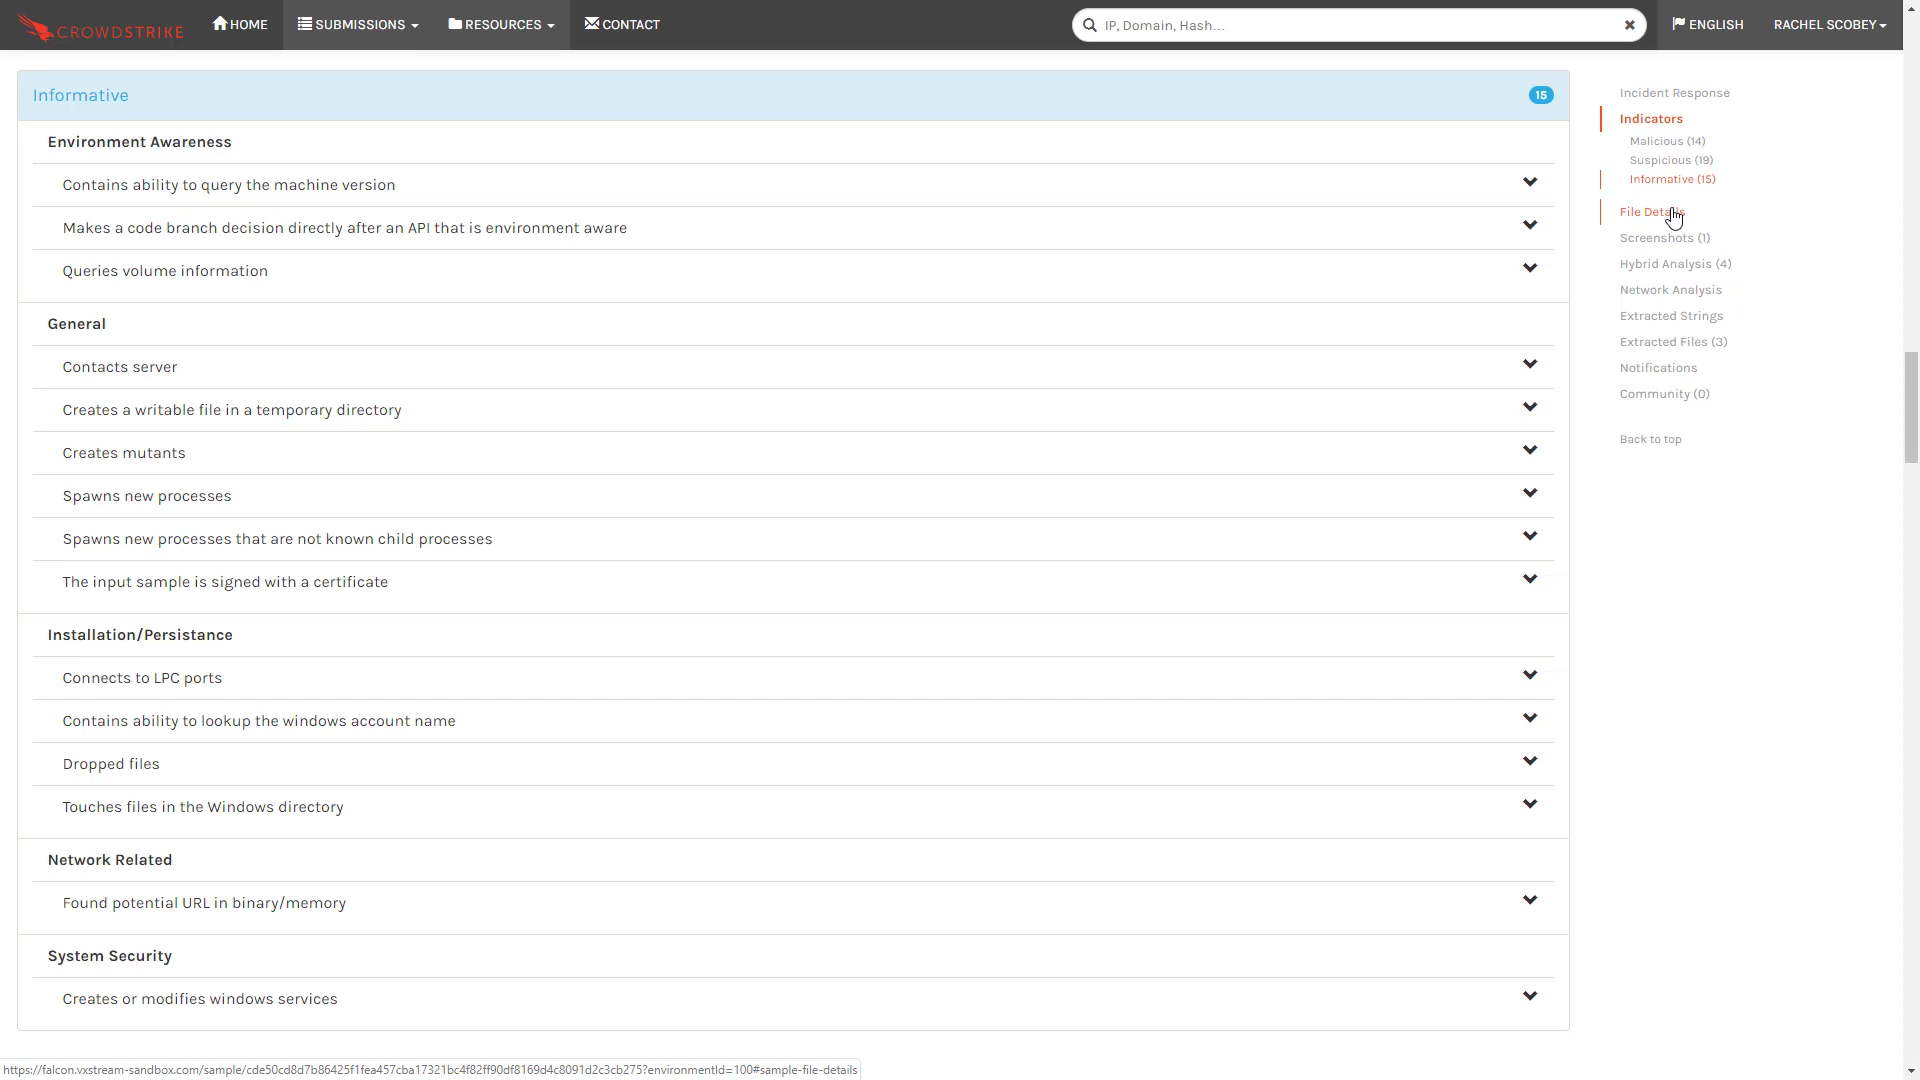 CROWDSTRIKE
HOME
SUBMISSIONS
RESOURCES
CONTACT
IP, Domain, Hash...
ENGLISH
RACHEL SCOBEY
Informative
15
Environment Awareness
Contains ability to query the machine version
Makes a code branch decision directly after an API that is environment aware
Queries volume information
General
Contacts server
Creates a writable file in a temporary directory
Creates mutants
Spawns new processes
Spawns new processes that are not known child processes
The input sample is signed with a certificate
Installation/Persistance
Connects to LPC ports
Contains ability to lookup the windows account name
Dropped files
Touches files in the Windows directory
Network Related
Found potential URL in binary/memory
System Security
Creates or modifies windows services
Incident Response
Indicators
Malicious (14)
Suspicious (19)
Informative (15)
File Details
Screenshots (1)
Hybrid Analysis (4)
Network Analysis
Extracted Strings
Extracted Files (3)
Notifications
Community (0)
Back to top
https://falcon.vxstream-sandbox.com/sample/cde50cd8d7b86425f1fea457cba17321bc4f82ff90df8169d4c8091d2c3cb275?environmentId=100#sample-file-details